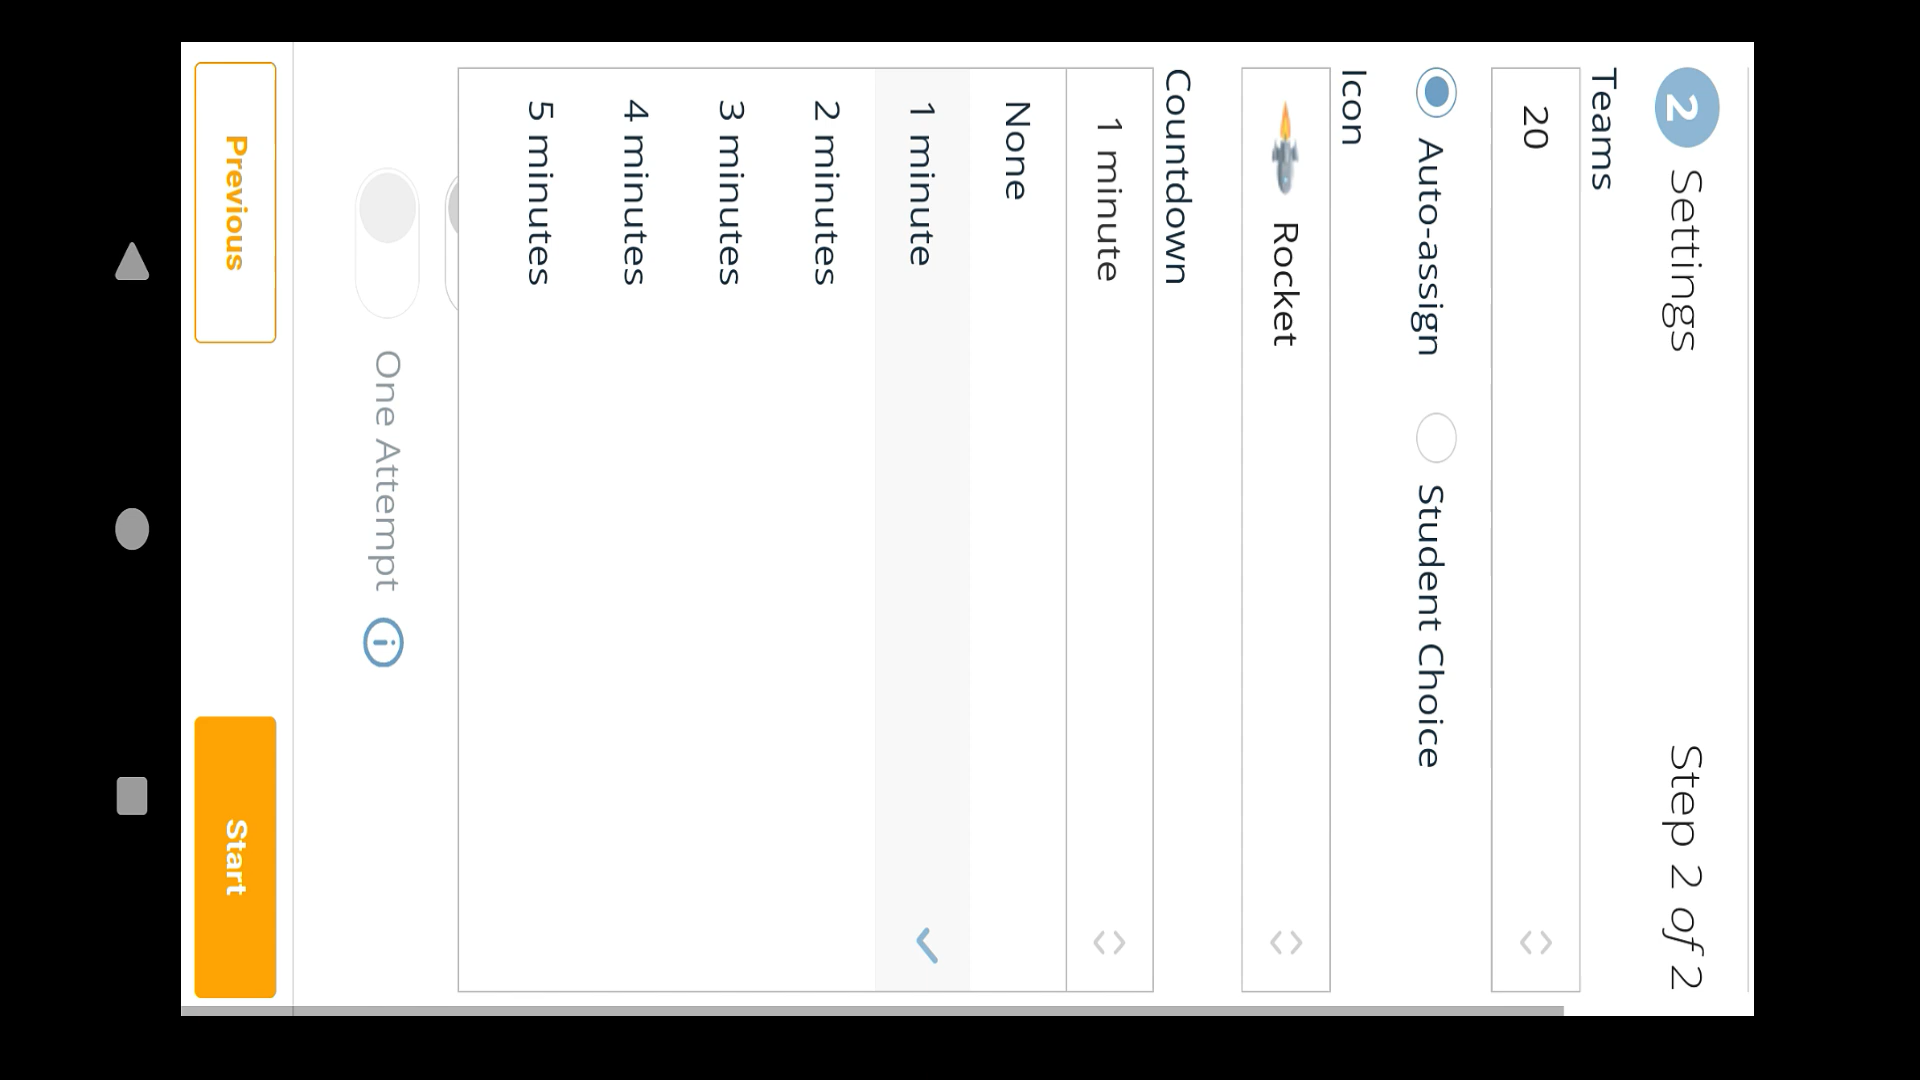 2 Settings Step 2 of 2
Teams
20
Auto-assign Student Choice
Icon
Rocket
Countdown
1 minute
None
1 minute
2 minutes
3 minutes
4 minutes
5 minutes
One Attempt
Previous Start